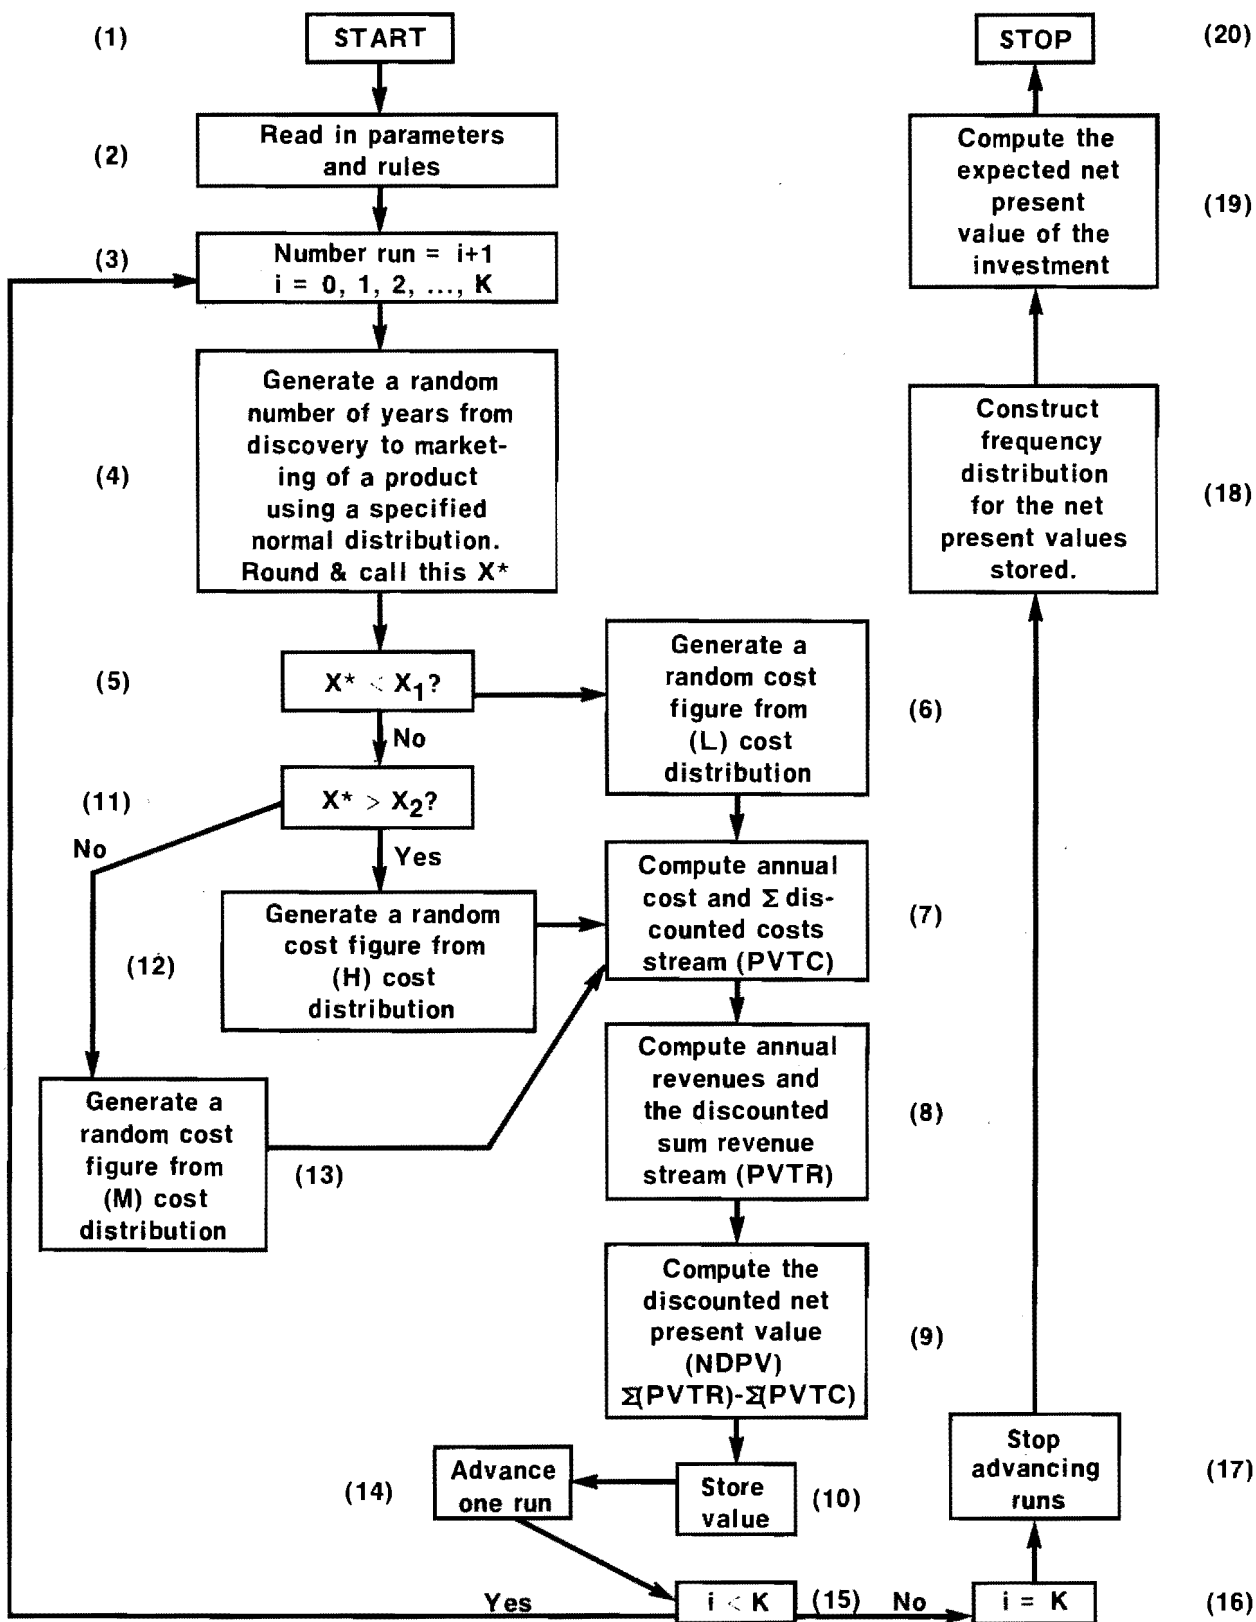 (1)
START
(2)
Read in parameters
and rules
(3)
Number run = i+1
i = 0, 1, 2, ..., K
(4)
Generate a random
number of years from
discovery to market-
ing of a product
using a specified
normal distribution.
Round & call this X*
(5)
X* < X1?
No
Generate a
random cost
figure from
(L) cost
distribution
(6)
(11)
X* > X2?
No
Yes
Compute annual
cost and Σ dis-
counted costs
stream (PVTC)
(7)
(12)
Generate a random
cost figure from
(H) cost
distribution
Generate a
random cost
figure from
(M) cost
distribution
(13)
Compute annual
revenues and
the discounted
sum revenue
stream (PVTR)
(8)
Compute the
discounted net
present value
(NDPV)
Σ(PVTR)-Σ(PVTC)
(9)
(14)
Advance
one run
Store
value
(10)
Yes
i < K
(15)
No
i = K
(16)
Stop
advancing
runs
(17)
Construct
frequency
distribution
for the net
present values
stored.
(18)
Compute the
expected net
present
value of the
investment
(19)
STOP
(20)